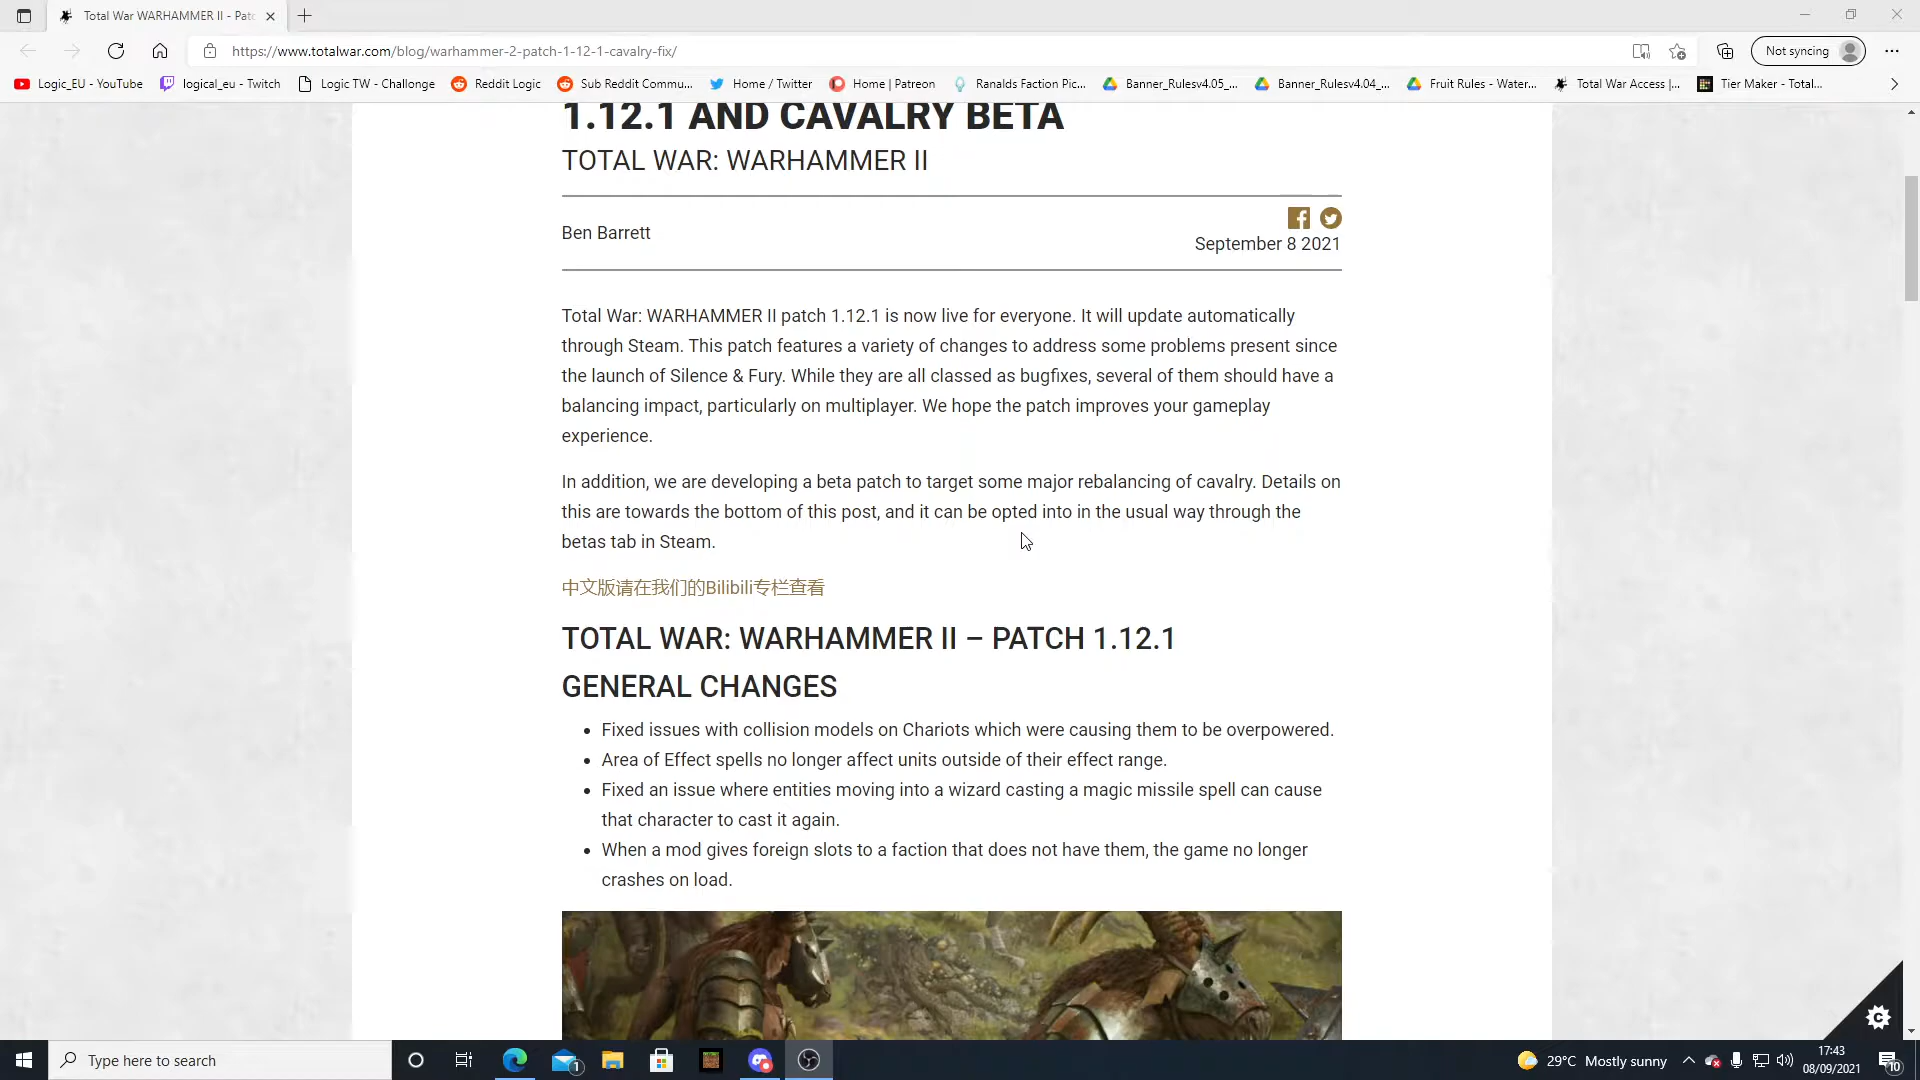 Total War WARHAMMER II - Patc
https://www.totalwar.com/blog/warhammer-2-patch-1-12-1-cavalry-fix/
Not syncing
Logic_EU - YouTube
logical_eu - Twitch
Logic TW - Challonge
Reddit Logic
Sub Reddit Commu...
Home / Twitter
Home | Patreon
Ranalds Faction Pic...
Banner_Rulesv4.05_...
Banner_Rulesv4.04_...
Fruit Rules - Water...
Total War Access |...
Tier Maker - Total...
1.12.1 AND CAVALRY BETA
TOTAL WAR: WARHAMMER II
Ben Barrett
September 8 2021
Total War: WARHAMMER II patch 1.12.1 is now live for everyone. It will update automatically
through Steam. This patch features a variety of changes to address some problems present since
the launch of Silence & Fury. While they are all classed as bugfixes, several of them should have a
balancing impact, particularly on multiplayer. We hope the patch improves your gameplay
experience.
In addition, we are developing a beta patch to target some major rebalancing of cavalry. Details on
this are towards the bottom of this post, and it can be opted into in the usual way through the
betas tab in Steam.
中文版请在我们的Bilibili专栏查看
TOTAL WAR: WARHAMMER II – PATCH 1.12.1
GENERAL CHANGES
• Fixed issues with collision models on Chariots which were causing them to be overpowered.
• Area of Effect spells no longer affect units outside of their effect range.
• Fixed an issue where entities moving into a wizard casting a magic missile spell can cause
that character to cast it again.
• When a mod gives foreign slots to a faction that does not have them, the game no longer
crashes on load.
Type here to search
1
29°C Mostly sunny
17:43
08/09/2021
10